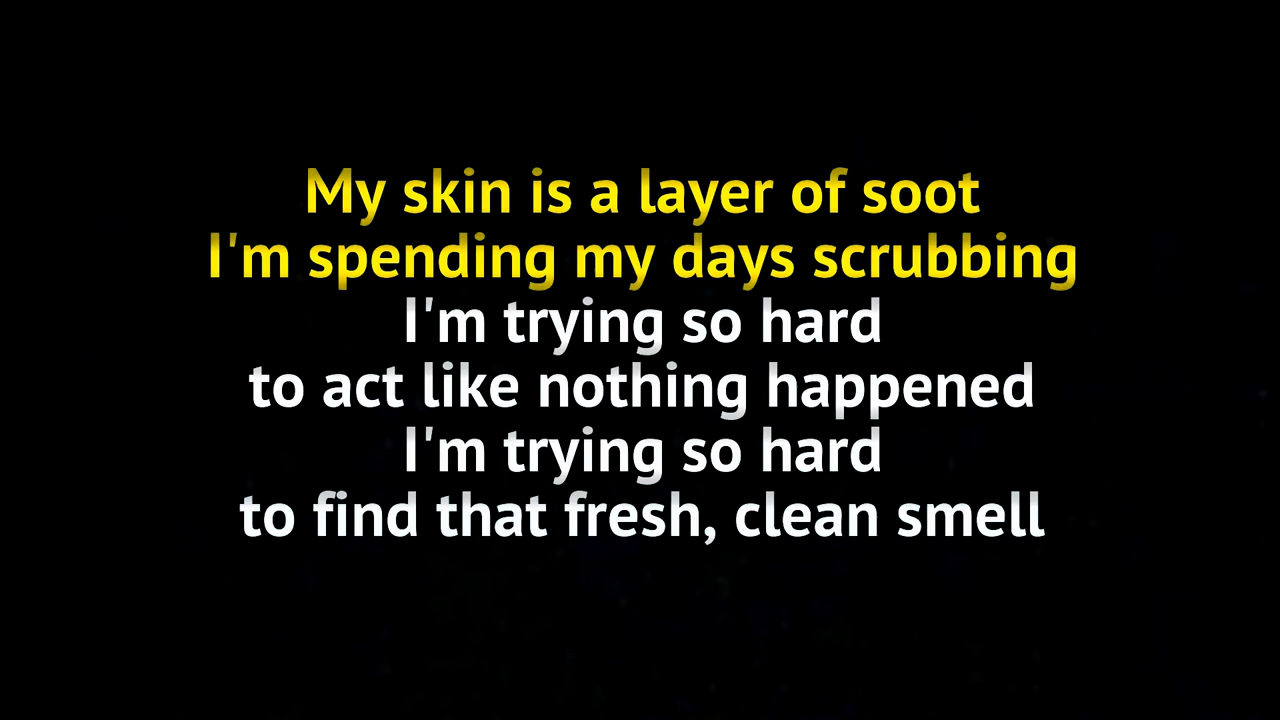 My skin is a layer of soot
I'm spending my days scrubbing
I'm trying so hard
to act like nothing happened
I'm trying so hard
to find that fresh, clean smell